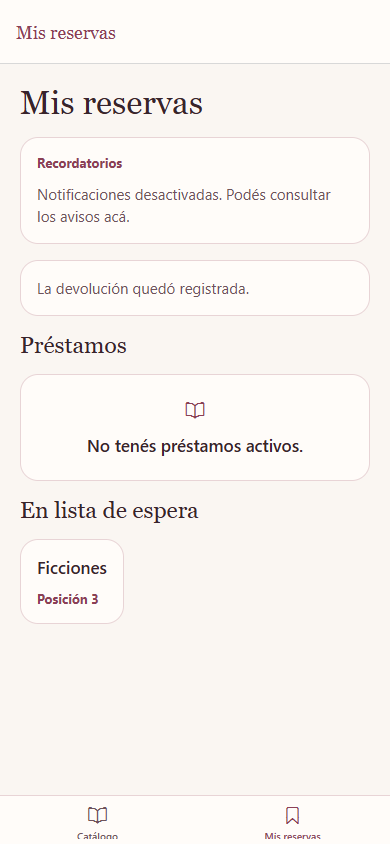 Mis reservas
Mis reservas
Recordatorios
Notificaciones desactivadas. Podés consultar
los avisos acá.
La devolución quedó registrada.
Préstamos
No tenés préstamos activos.
En lista de espera
Ficciones
Posición 3
Catálogo
Mis reservas